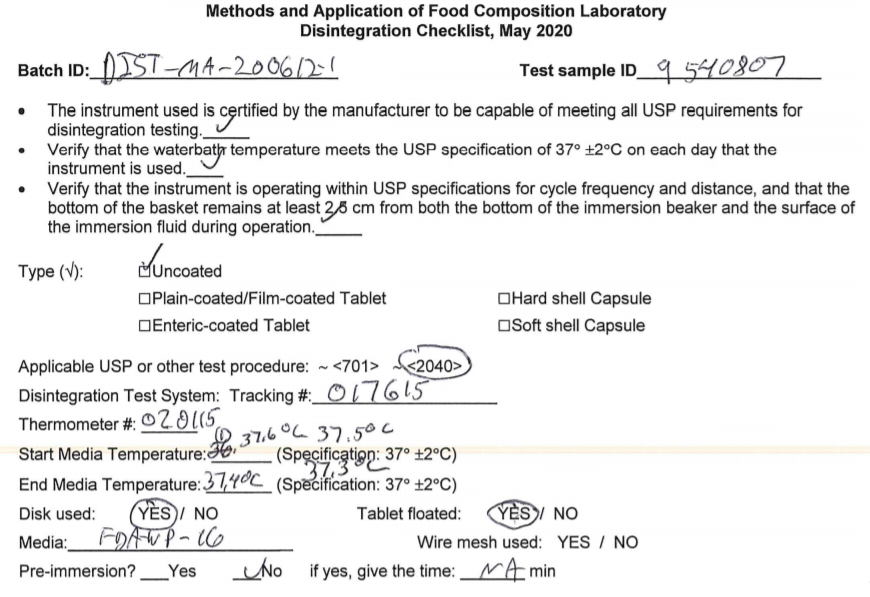 Methods and Application of Food Composition Laboratory
Disintegration Checklist, May 2020
Batch ID: DIST-MA-200612-1 Test sample ID 9540807
• The instrument used is certified by the manufacturer to be capable of meeting all USP requirements for
disintegration testing. ✓
• Verify that the waterbath temperature meets the USP specification of 37° ±2°C on each day that the
instrument is used. ✓
• Verify that the instrument is operating within USP specifications for cycle frequency and distance, and that the
bottom of the basket remains at least 2.5 cm from both the bottom of the immersion beaker and the surface of
the immersion fluid during operation. ✓
Type (√): ☑Uncoated
☐Plain-coated/Film-coated Tablet ☐Hard shell Capsule
☐Enteric-coated Tablet ☐Soft shell Capsule
Applicable USP or other test procedure: ~ <701> ~<2040>
Disintegration Test System: Tracking #: 017615
Thermometer #: 020115
① 37.6°C 37.5°C
Start Media Temperature: (Specification: 37° ±2°C)
37.3°C
End Media Temperature: 37.4°C (Specification: 37° ±2°C)
Disk used: YES / NO Tablet floated: YES / NO
Media: FDAWP-16 Wire mesh used: YES / NO
Pre-immersion? Yes ✓ No if yes, give the time: NA min